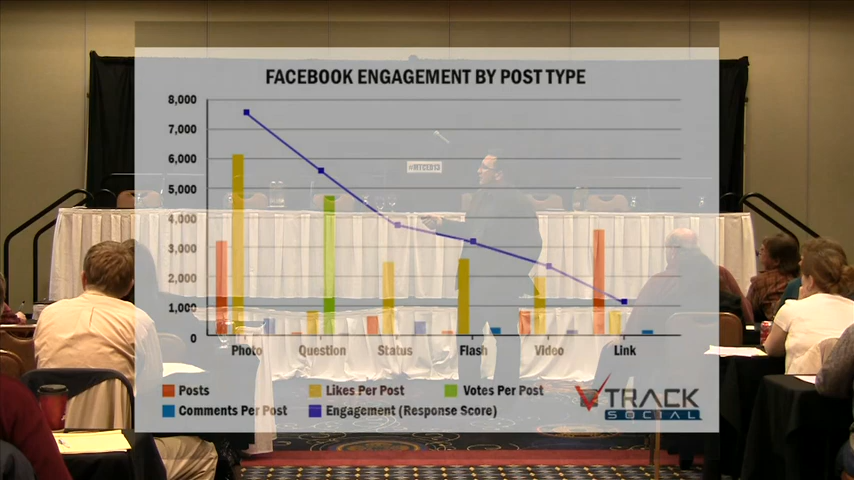 FACEBOOK ENGAGEMENT BY POST TYPE
8,000
7,000
6,000
5,000
4,000
3,000
2,000
1,000
0
#MTCED13
Photo Question Status Flash Video Link
Posts Likes Per Post Votes Per Post
Comments Per Post Engagement (Response Score)
TRACK
SOCIAL